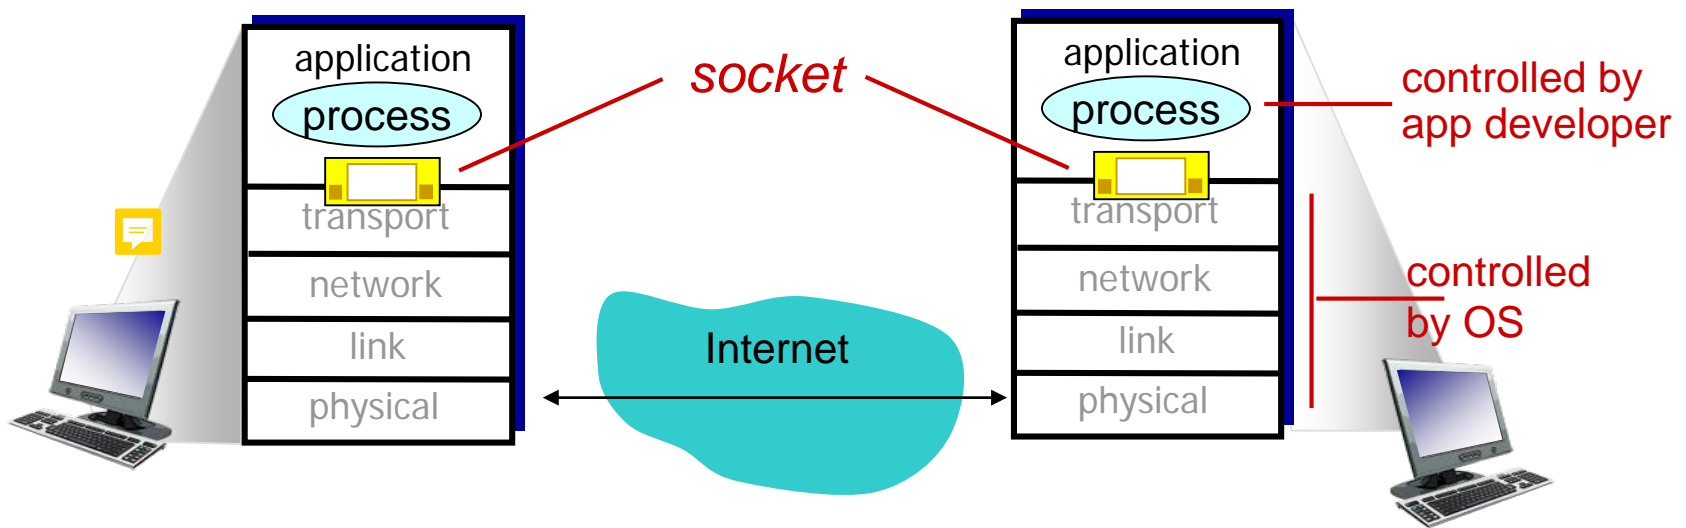 application
process
transport
network
link
physical
socket
Internet
application
process
transport
network
link
physical
controlled by
app developer
controlled
by OS